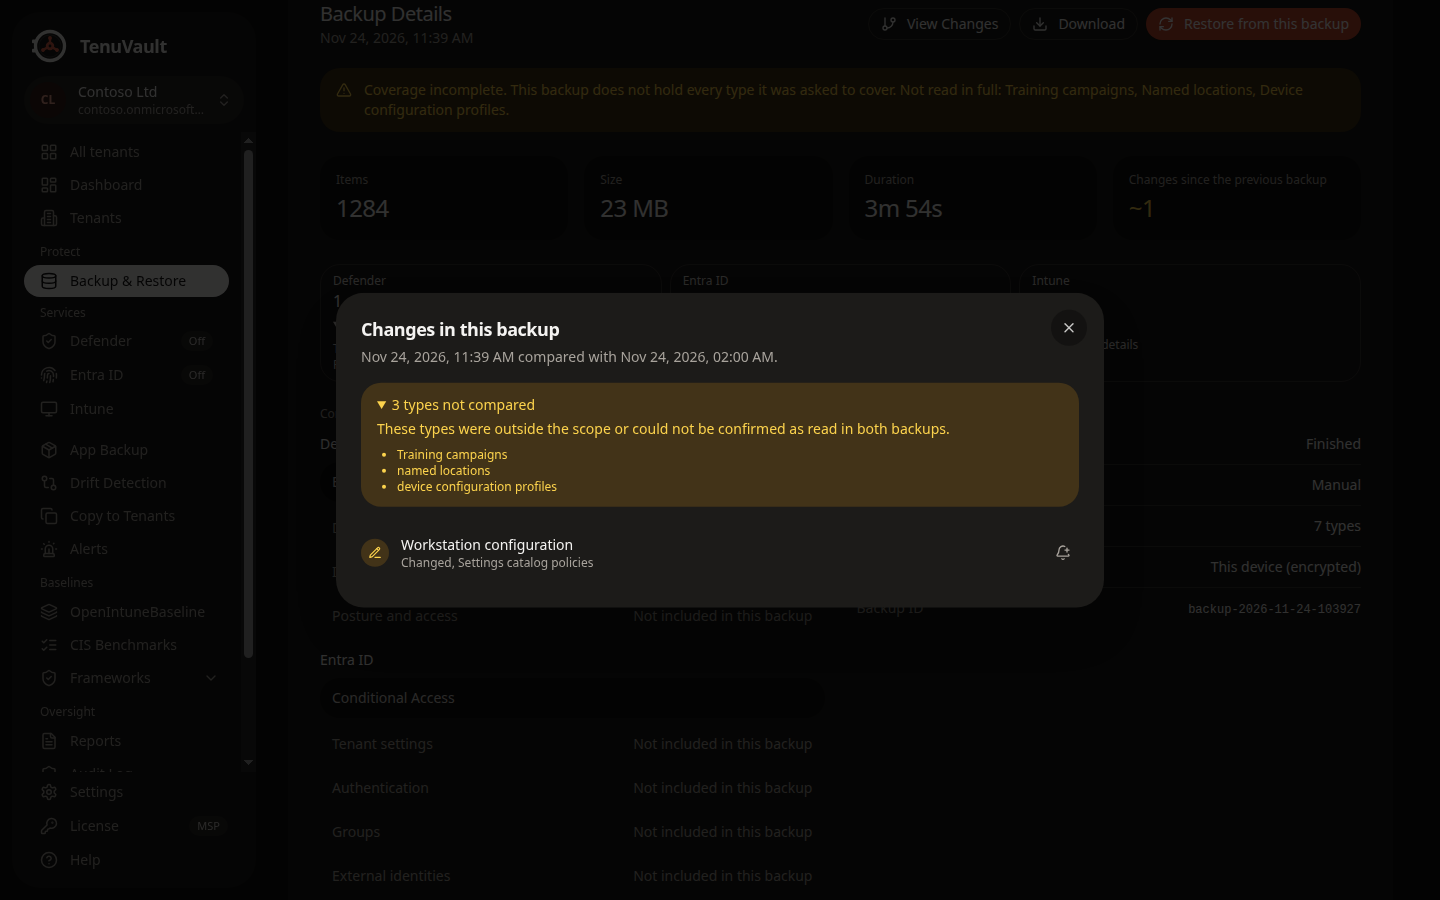 TenuVault
CL
Contoso Ltd
contoso.onmicrosoft...
All tenants
Dashboard
Tenants
Protect
Backup & Restore
Services
Defender
Off
Entra ID
Off
Intune
App Backup
Drift Detection
Copy to Tenants
Alerts
Baselines
OpenIntuneBaseline
CIS Benchmarks
Frameworks
Oversight
Reports
Audit Log
Settings
License
MSP
Help
Backup Details
Nov 24, 2026, 11:39 AM
View Changes
Download
Restore from this backup
Coverage incomplete. This backup does not hold every type it was asked to cover. Not read in full: Training campaigns, Named locations, Device
configuration profiles.
Items
1284
Size
23 MB
Duration
3m 54s
Changes since the previous backup
~1
Defender
Entra ID
Intune
1
details
Changes in this backup
Nov 24, 2026, 11:39 AM compared with Nov 24, 2026, 02:00 AM.
3 types not compared
These types were outside the scope or could not be confirmed as read in both backups.
• Training campaigns
• named locations
• device configuration profiles
Workstation configuration
Changed, Settings catalog policies
Finished
Manual
7 types
This device (encrypted)
Backup ID
backup-2026-11-24-103927
Posture and access
Not included in this backup
Entra ID
Conditional Access
Tenant settings
Not included in this backup
Authentication
Not included in this backup
Groups
Not included in this backup
External identities
Not included in this backup